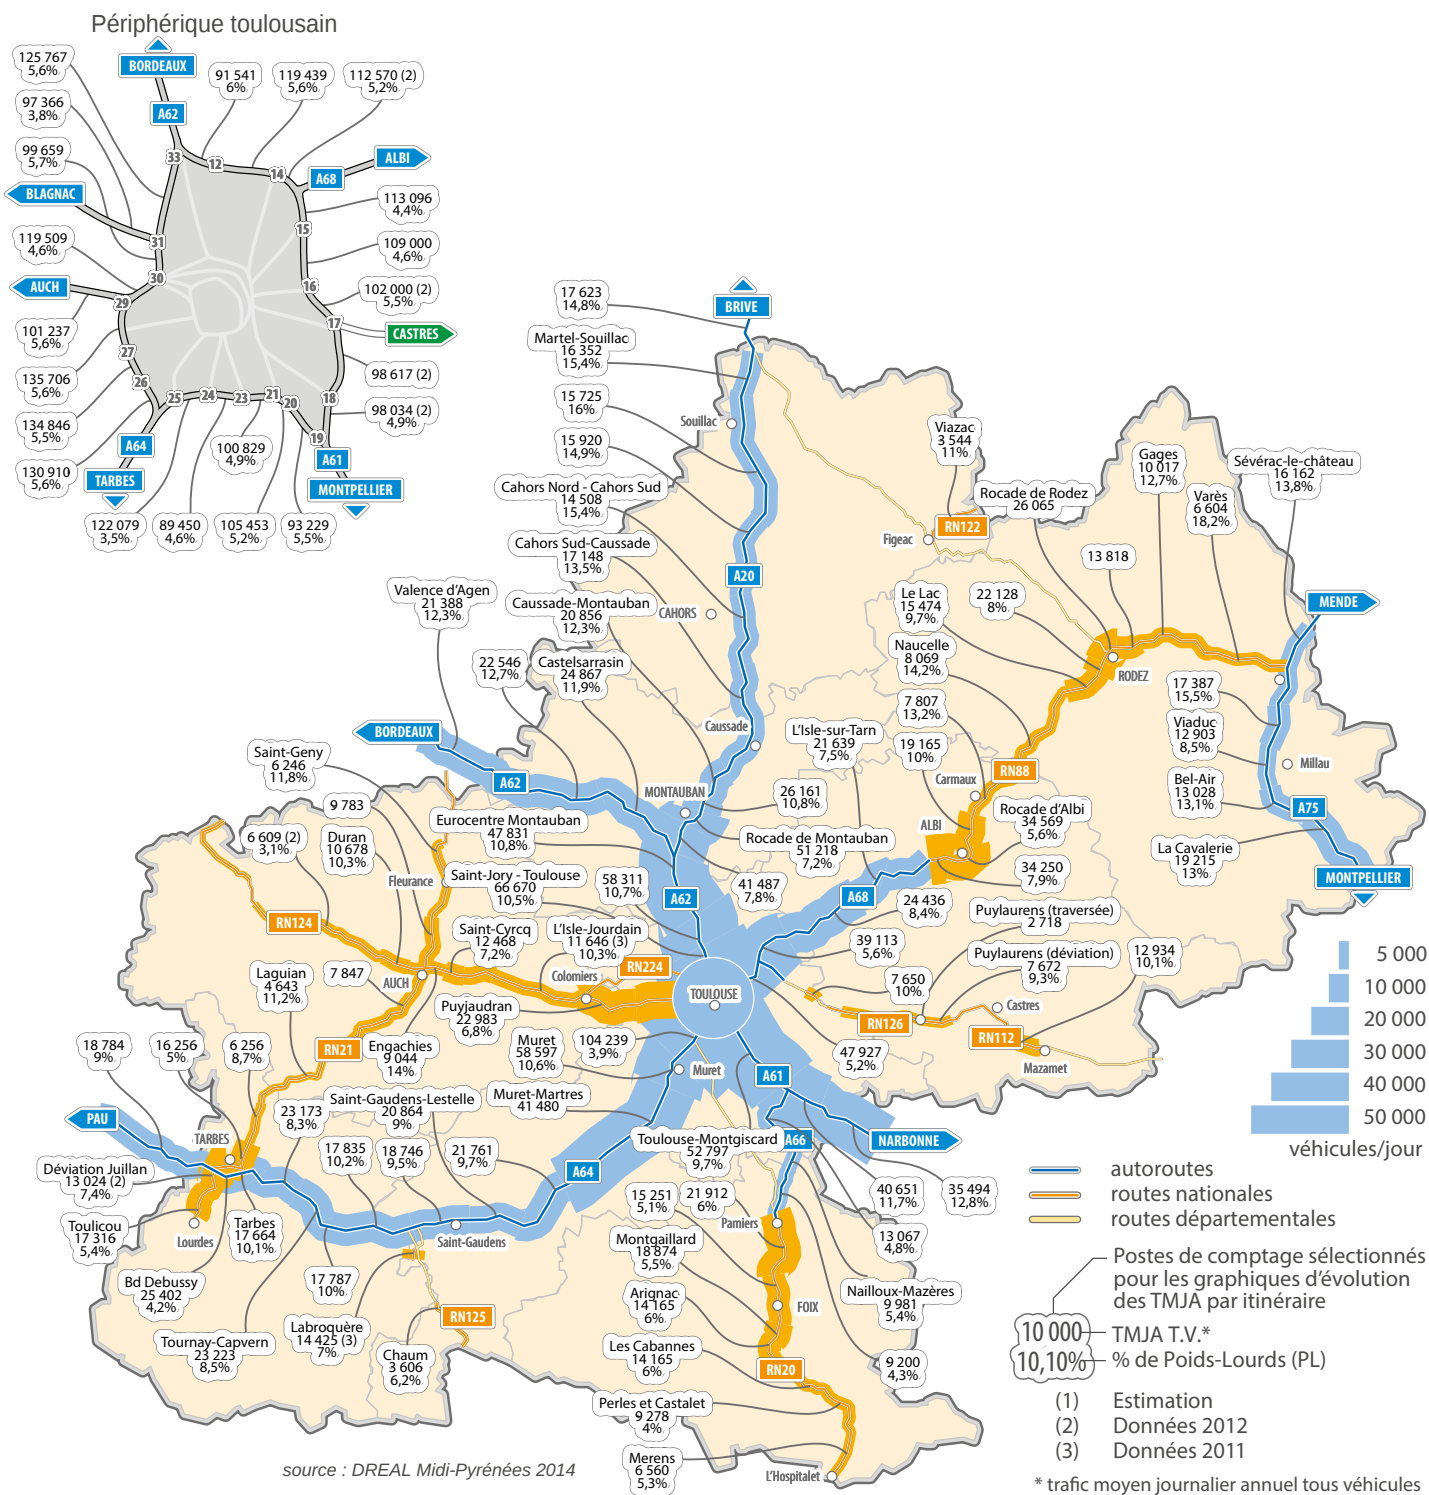 Périphérique toulousain
125 767
5,6%
BORDEAUX
A62
91 541
6%
119 439
5,6%
112 570 (2)
5,2%
97 366
3,8%
99 659
5,7%
BLAGNAC
33
12
14
A68
ALBI
113 096
4,4%
15
31
119 509
4,6%
109 000
4,6%
30
AUCH
29
16
102 000 (2)
5,5%
101 237
5,6%
17
CASTRES
27
135 706
5,6%
98 617 (2)
26
25
24
23
21
20
18
19
98 034 (2)
4,9%
134 846
5,5%
A64
100 829
4,9%
A61
130 910
5,6%
TARBES
MONTPELLIER
122 079
3,5%
89 450
4,6%
105 453
5,2%
93 229
5,5%
17 623
14,8%
BRIVE
Martel-Souillac
16 352
15,4%
15 725
16%
Souillac
15 920
14,9%
Cahors Nord - Cahors Sud
14 508
15,4%
Cahors Sud-Caussade
17 148
13,5%
A20
Caussade-Montauban
20 856
12,3%
CAHORS
Valence d'Agen
21 388
12,3%
22 546
12,7%
Castelsarrasin
24 867
11,9%
Viazac
3 544
11%
RN122
Figeac
Rocade de Rodez
26 065
Gages
10 017
12,7%
Varès
6 604
18,2%
Sévérac-le-château
16 162
13,8%
13 818
MENDE
Le Lac
15 474
9,7%
22 128
8%
Naucelle
8 069
14,2%
RODEZ
17 387
15,5%
7 807
13,2%
Viaduc
12 903
8,5%
Millau
Bel-Air
13 028
13,1%
A75
La Cavalerie
19 215
13%
MONTPELLIER
BORDEAUX
A62
Caussade
L'Isle-sur-Tarn
21 639
7,5%
19 165
10%
Carmaux
RN88
Saint-Geny
6 246
11,8%
9 783
MONTAUBAN
26 161
10,8%
ALBI
Rocade d'Albi
34 569
5,6%
Eurocentre Montauban
47 831
10,8%
Rocade de Montauban
51 218
7,2%
34 250
7,9%
6 609 (2)
3,1%
Duran
10 678
10,3%
Fleurance
Saint-Jory - Toulouse
66 670
10,5%
58 311
10,7%
A62
41 487
7,8%
A68
24 436
8,4%
RN124
Saint-Cyrcq
12 468
7,2%
L'Isle-Jourdain
11 646 (3)
10,3%
39 113
5,6%
Puylaurens (traversée)
2 718
Puylaurens (déviation)
7 672
9,3%
12 934
10,1%
Laguian
4 643
11,2%
7 847
AUCH
Colomiers
RN224
TOULOUSE
7 650
10%
Castres
RN126
RN112
Mazamet
Puyjaudran
22 983
6,8%
104 239
3,9%
47 927
5,2%
18 784
9%
16 256
5%
6 256
8,7%
RN21
Engachies
9 044
14%
Muret
58 597
10,6%
Muret
A61
PAU
TARBES
23 173
8,3%
Saint-Gaudens-Lestelle
20 864
9%
Muret-Martres
41 480
Toulouse-Montgiscard
52 797
9,7%
A66
NARBONNE
Déviation Juillan
13 024 (2)
7,4%
17 835
10,2%
18 746
9,5%
21 761
9,7%
A64
15 251
5,1%
21 912
6%
40 651
11,7%
35 494
12,8%
Toulicou
17 316
5,4%
Lourdes
Tarbes
17 664
10,1%
Saint-Gaudens
Pamiers
Montgaillard
18 874
5,5%
13 067
4,8%
Bd Debussy
25 402
4,2%
17 787
10%
Arignac
14 165
6%
FOIX
Nailloux-Mazères
9 981
5,4%
Tournay-Capvern
23 223
8,5%
Labroquère
14 425 (3)
7%
RN125
Chaum
3 606
6,2%
Les Cabannes
14 165
6%
RN20
9 200
4,3%
Perles et Castalet
9 278
4%
Merens
6 560
5,3%
L'Hospitalet
5 000
10 000
20 000
30 000
40 000
50 000
véhicules/jour
autoroutes
routes nationales
routes départementales
Postes de comptage sélectionnés
pour les graphiques d'évolution
des TMJA par itinéraire
10 000
TMJA T.V.*
10,10%
% de Poids-Lourds (PL)
(1) Estimation
(2) Données 2012
(3) Données 2011
source : DREAL Midi-Pyrénées 2014
* trafic moyen journalier annuel tous véhicules